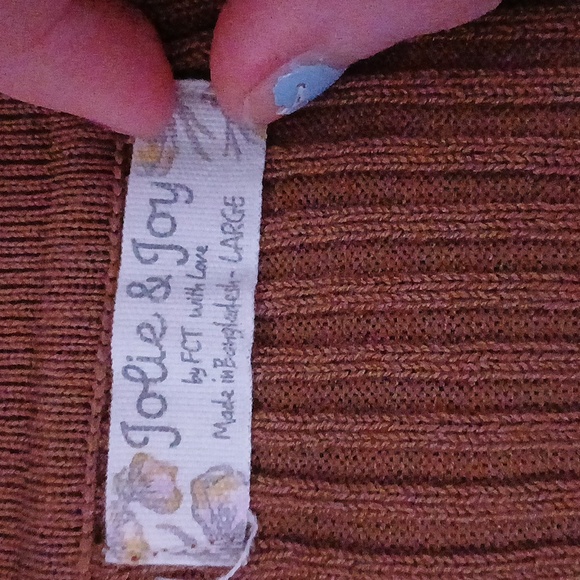 Jolie & Joy
by FCT with Love
Made in Bangladesh - LARGE